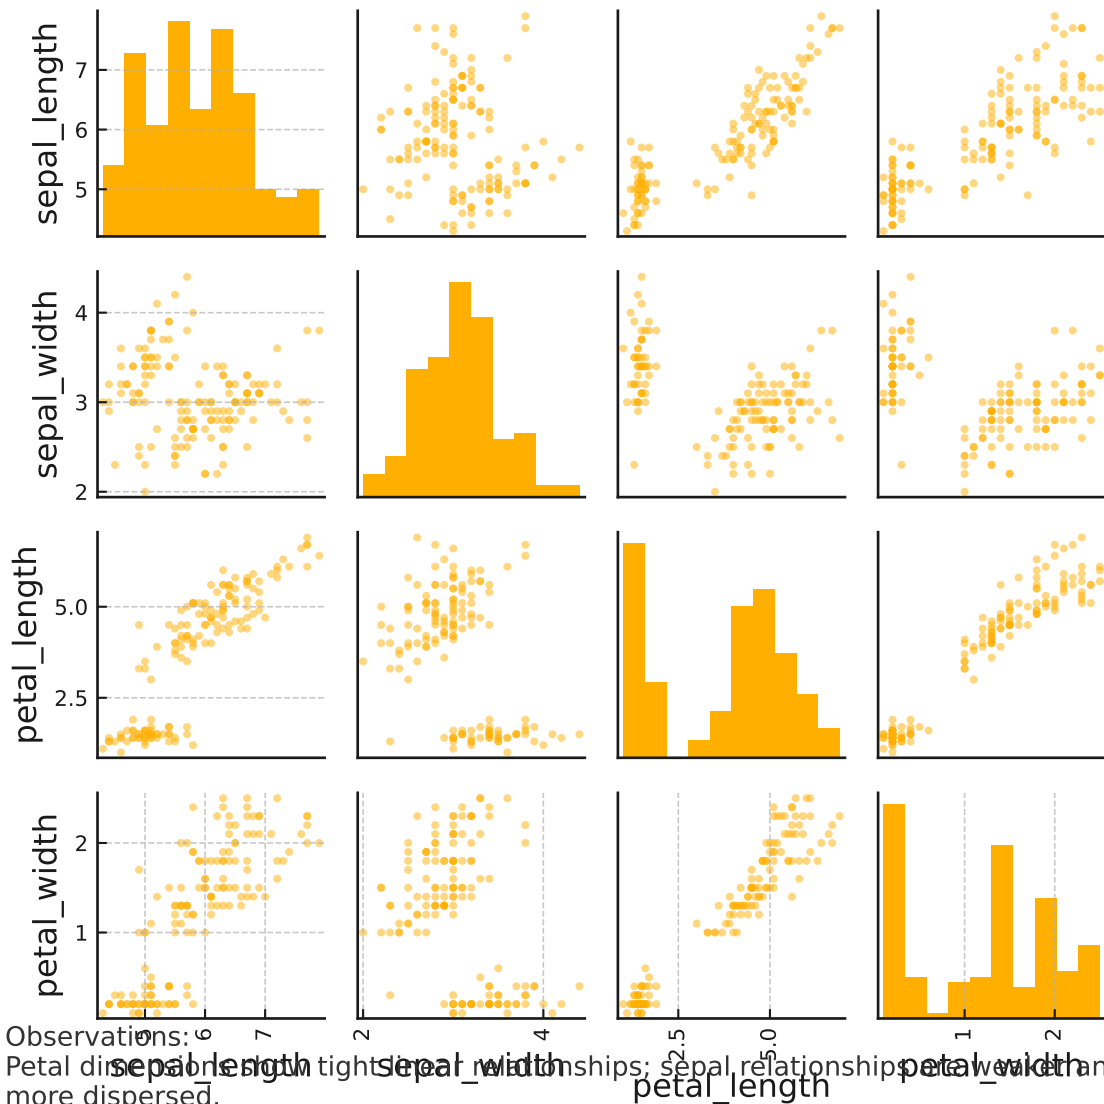 sepal_length
7
6
5
sepal_width
4
3
2
petal_length
5.0
2.5
petal_width
2
1
5
6
7
2
4
2.5
5.0
1
2
sepal_length
sepal_width
petal_length
petal_width
Observations:
Petal dimensions show tight linear relationships; sepal relationships are weaker an
more dispersed.